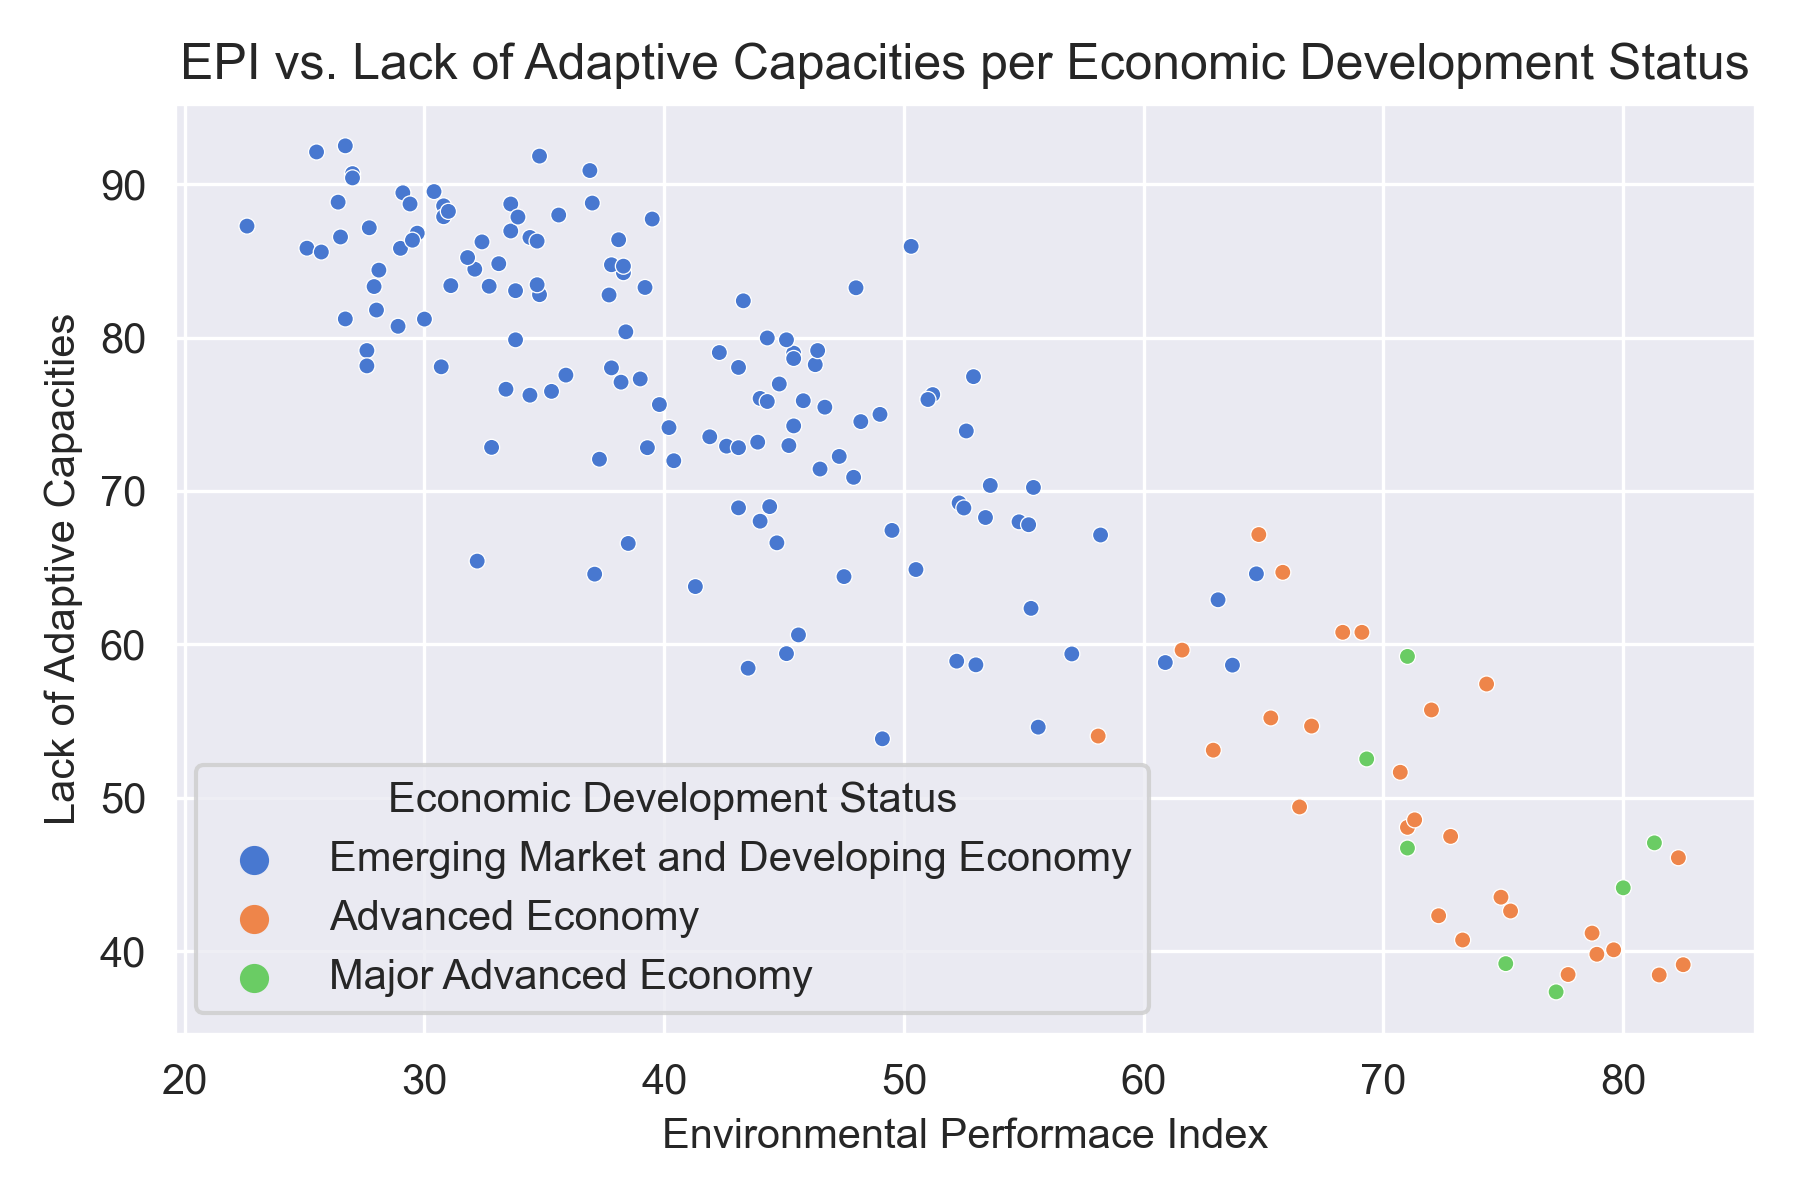 EPI vs. Lack of Adaptive Capacities per Economic Development Status
90
80
70
60
50
40
Lack of Adaptive Capacities
Economic Development Status
Emerging Market and Developing Economy
Advanced Economy
Major Advanced Economy
20 30 40 50 60 70 80
Environmental Performace Index